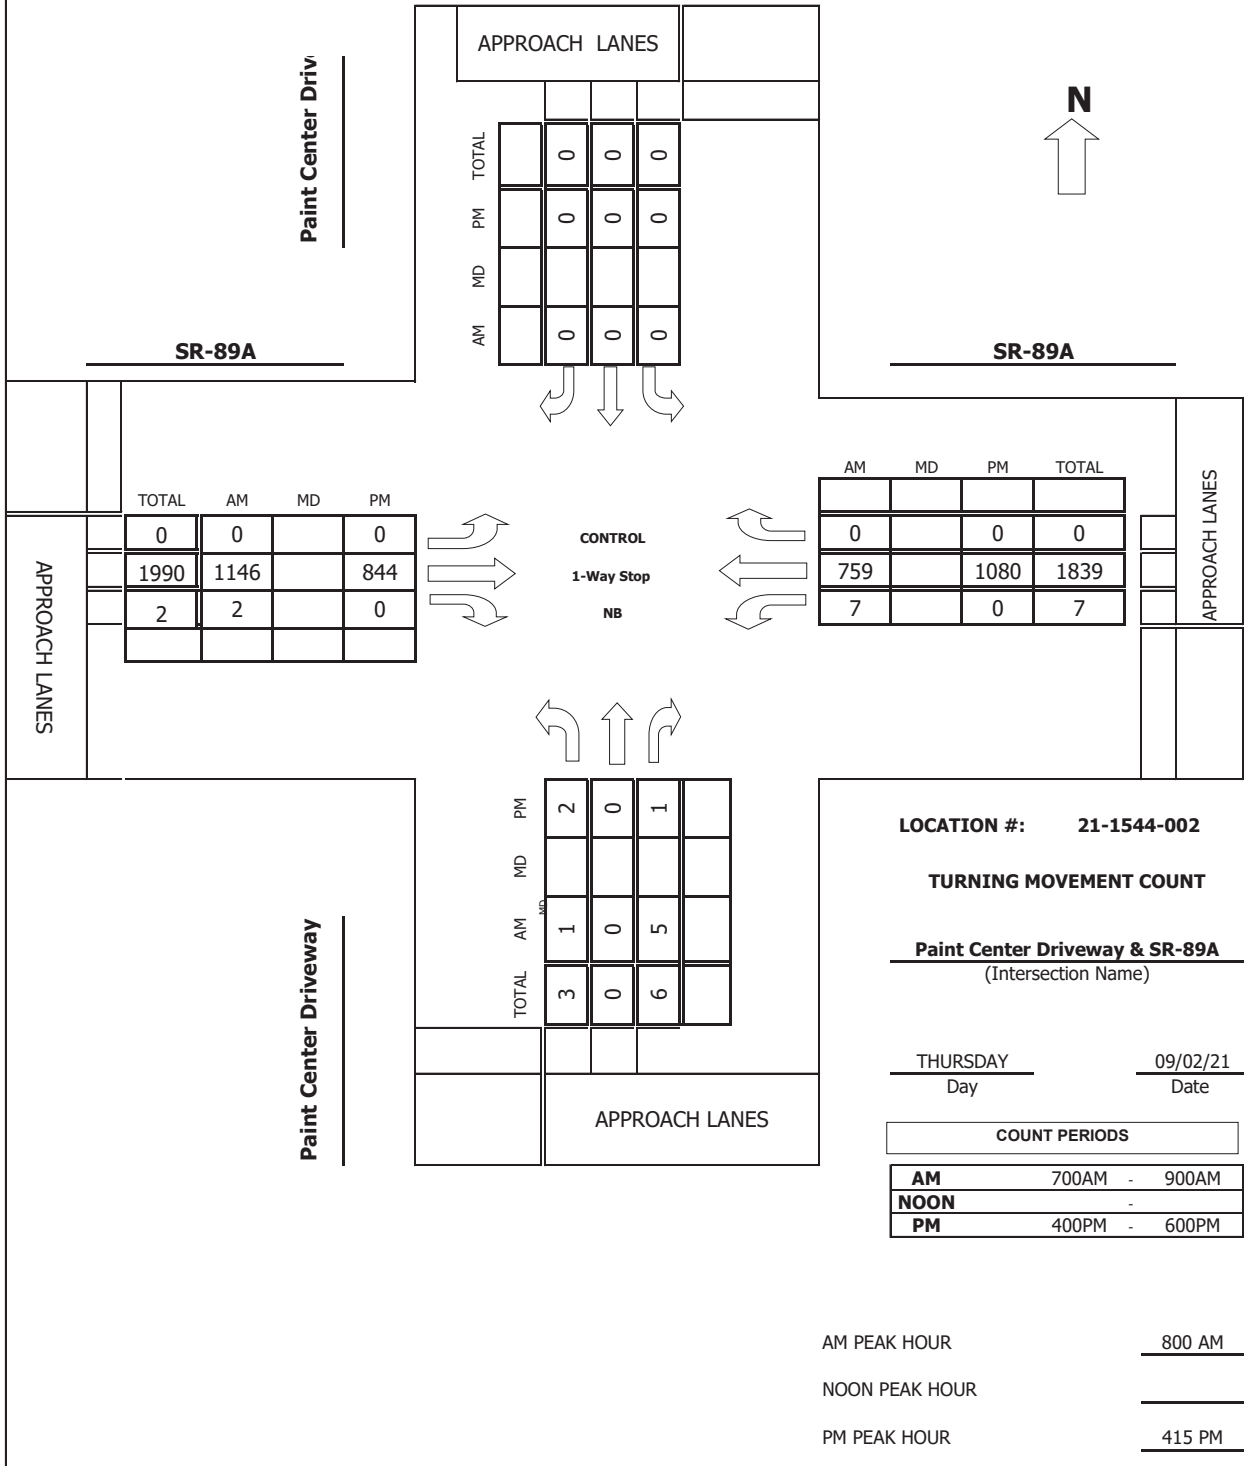 APPROACH LANES
Paint Center Driv
N
TOTAL 0 0 0
PM 0 0 0
MD
AM 0 0 0
SR-89A
SR-89A
TOTAL AM MD PM
0 0 0
1990 1146 844
2 2 0
APPROACH LANES
CONTROL
1-Way Stop
NB
AM MD PM TOTAL
0 0 0
759 1080 1839
7 0 7
APPROACH LANES
PM 2 0 1
MD
MD
AM 1 0 5
TOTAL 3 0 6
APPROACH LANES
Paint Center Driveway
LOCATION #: 21-1544-002
TURNING MOVEMENT COUNT
Paint Center Driveway & SR-89A
(Intersection Name)
THURSDAY 09/02/21
Day Date
COUNT PERIODS
AM 700AM - 900AM
NOON -
PM 400PM - 600PM
AM PEAK HOUR 800 AM
NOON PEAK HOUR
PM PEAK HOUR 415 PM